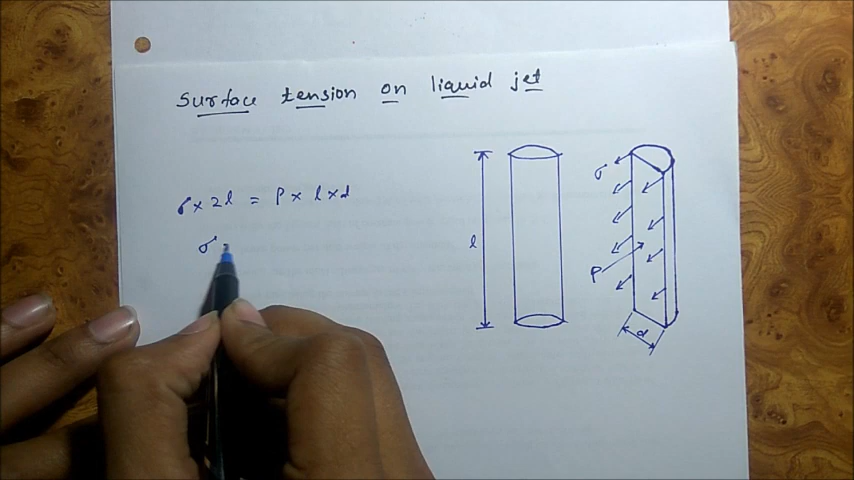 Surface tension on liquid jet
σ × 2l = P × l × d
σ
l
σ
P
d